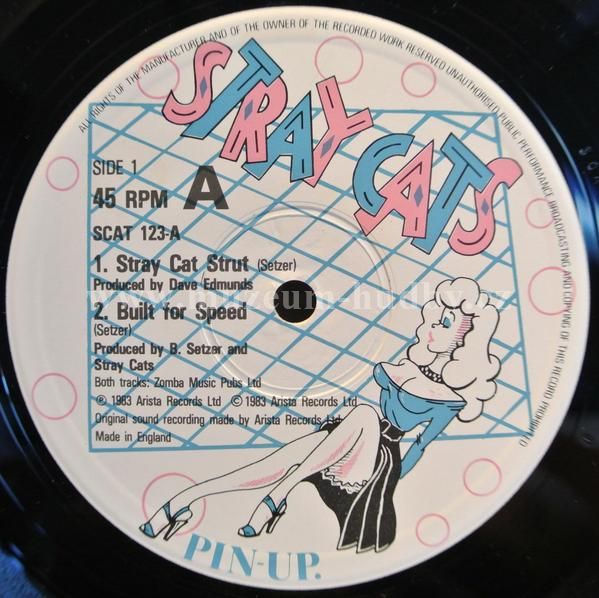 ALL RIGHTS OF THE MANUFACTURER AND OF THE OWNER OF THE RECORDED WORK RESERVED UNAUTHORISED PUBLIC PERFORMANCE BROADCASTING AND COPYING OF THIS RECORD PROHIBITED
STRAY CATS
SIDE 1
45 RPM A
SCAT 123-A
1. Stray Cat Strut (Setzer)
Produced by Dave Edmunds
www.muzeum-hudby.cz
2. Built for Speed
(Setzer)
Produced by B. Setzer and
Stray Cats
Both tracks: Zomba Music Pubs Ltd
℗ 1983 Arista Records Ltd © 1983 Arista Records Ltd
Original sound recording made by Arista Records Ltd
Made in England
PIN-UP.